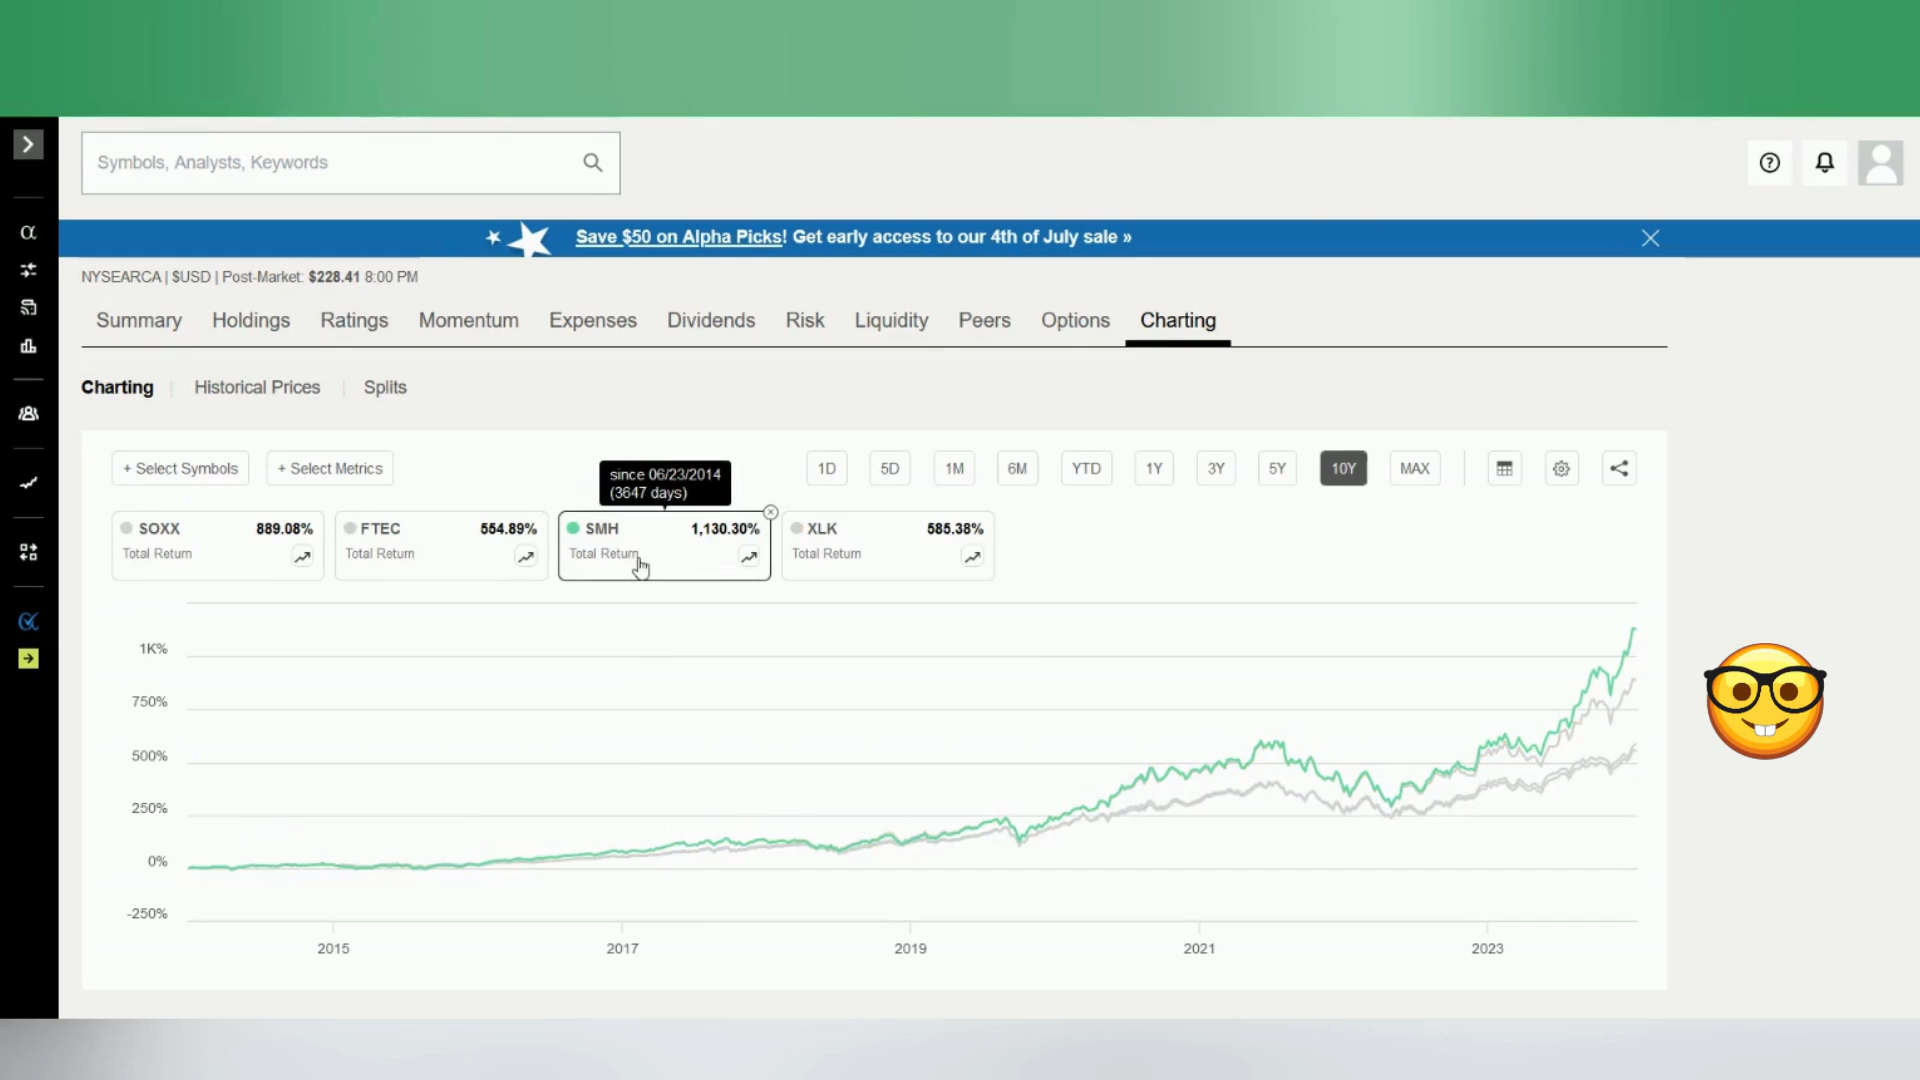 Symbols, Analysts, Keywords
Save $50 on Alpha Picks! Get early access to our 4th of July sale »
NYSEARCA | $USD | Post-Market: $228.41 8:00 PM
Summary Holdings Ratings Momentum Expenses Dividends Risk Liquidity Peers Options Charting
Charting | Historical Prices | Splits
+ Select Symbols + Select Metrics
since 06/23/2014
(3647 days)
1D 5D 1M 6M YTD 1Y 3Y 5Y 10Y MAX
SOXX 889.08% FTEC 554.89% SMH 1,130.30% XLK 585.38%
Total Return Total Return Total Return Total Return
1K%
750%
500%
250%
0%
-250%
2015 2017 2019 2021 2023